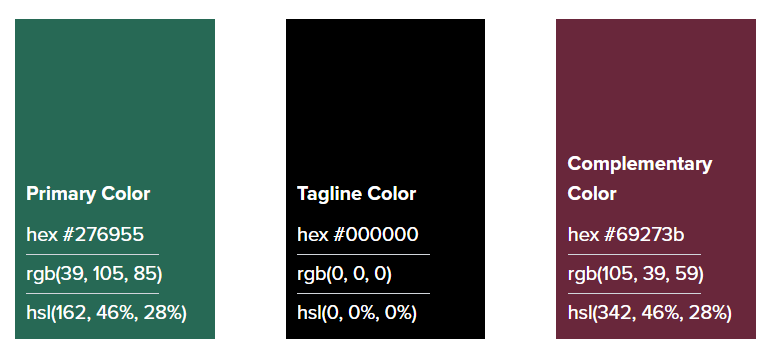 Primary Color
hex #276955
rgb(39, 105, 85)
hsl(162, 46%, 28%)
Tagline Color
hex #000000
rgb(0, 0, 0)
hsl(0, 0%, 0%)
Complementary
Color
hex #69273b
rgb(105, 39, 59)
hsl(342, 46%, 28%)